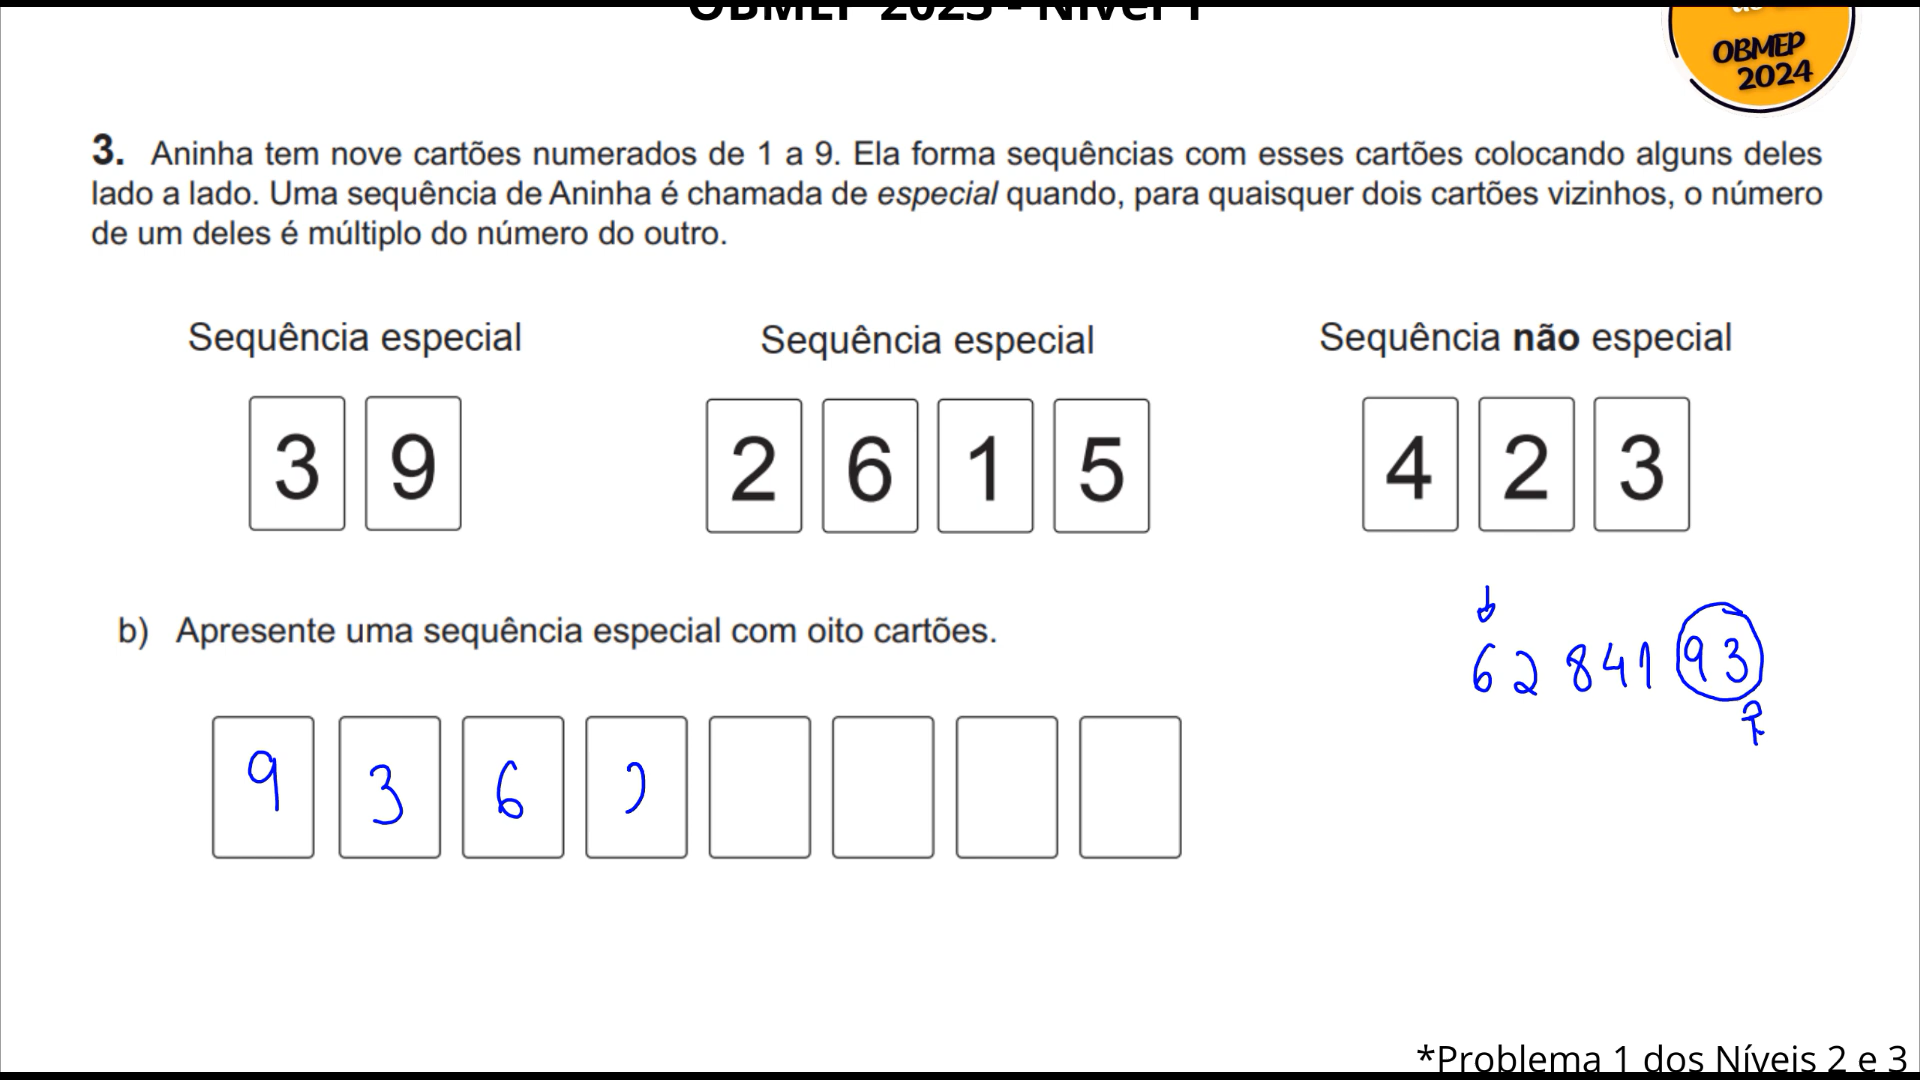 OBMEP 2023 - Nível 1
OBMEP
2024
3. Aninha tem nove cartões numerados de 1 a 9. Ela forma sequências com esses cartões colocando alguns deles
lado a lado. Uma sequência de Aninha é chamada de especial quando, para quaisquer dois cartões vizinhos, o número
de um deles é múltiplo do número do outro.
Sequência especial
Sequência especial
Sequência não especial
3 9
2 6 1 5
4 2 3
b) Apresente uma sequência especial com oito cartões.
6 2 8 4 1 9 3
7
9 3 6
*Problema 1 dos Níveis 2 e 3